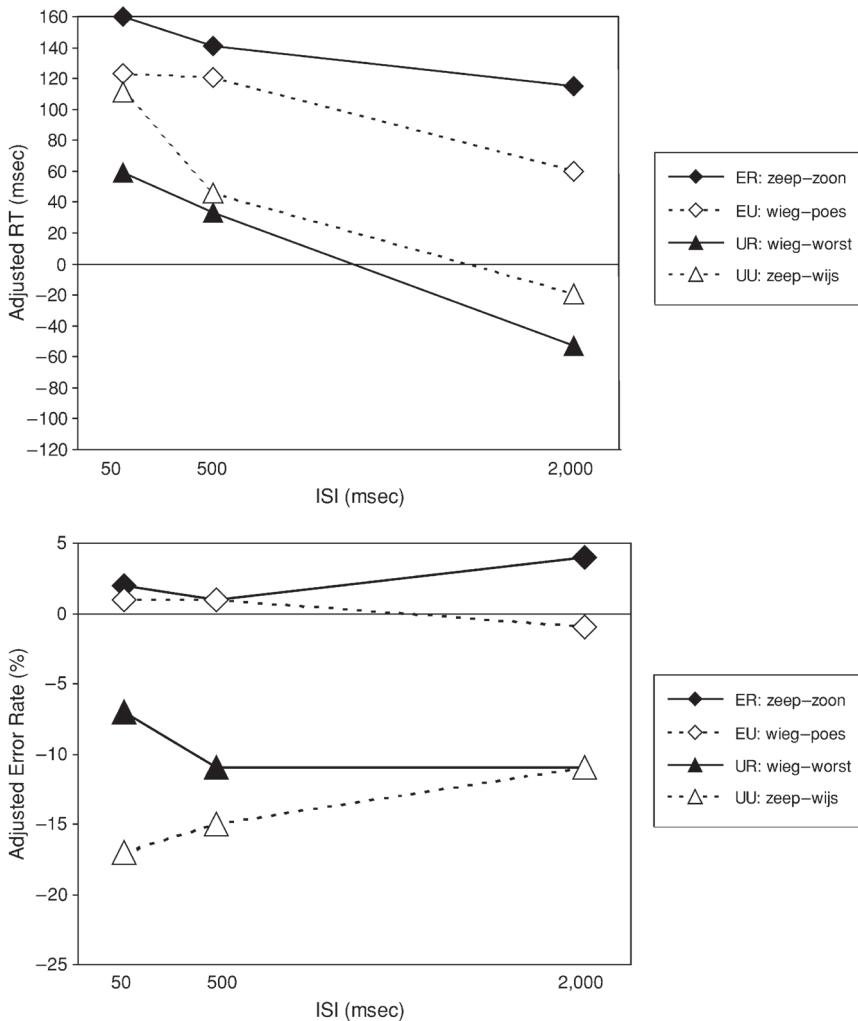 160
140
120
100
80
60
40
20
0
−20
−40
−60
−80
−100
−120
Adjusted RT (msec)
50 500 2,000
ISI (msec)
ER: zeep–zoon
EU: wieg–poes
UR: wieg–worst
UU: zeep–wijs
5
0
−5
−10
−15
−20
−25
Adjusted Error Rate (%)
50 500 2,000
ISI (msec)
ER: zeep–zoon
EU: wieg–poes
UR: wieg–worst
UU: zeep–wijs